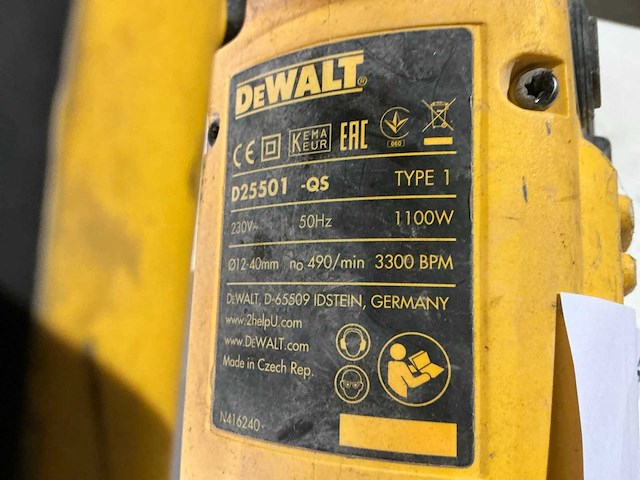 DEWALT®
CE KEMA KEUR EAC
060
D25501 -QS TYPE 1
230V~ 50Hz 1100W
Ø12-40mm n₀ 490/min 3300 BPM
DEWALT, D-65509 IDSTEIN, GERMANY
www.2helpU.com
www.DEWALT.com
Made in Czech Rep.
N416240-